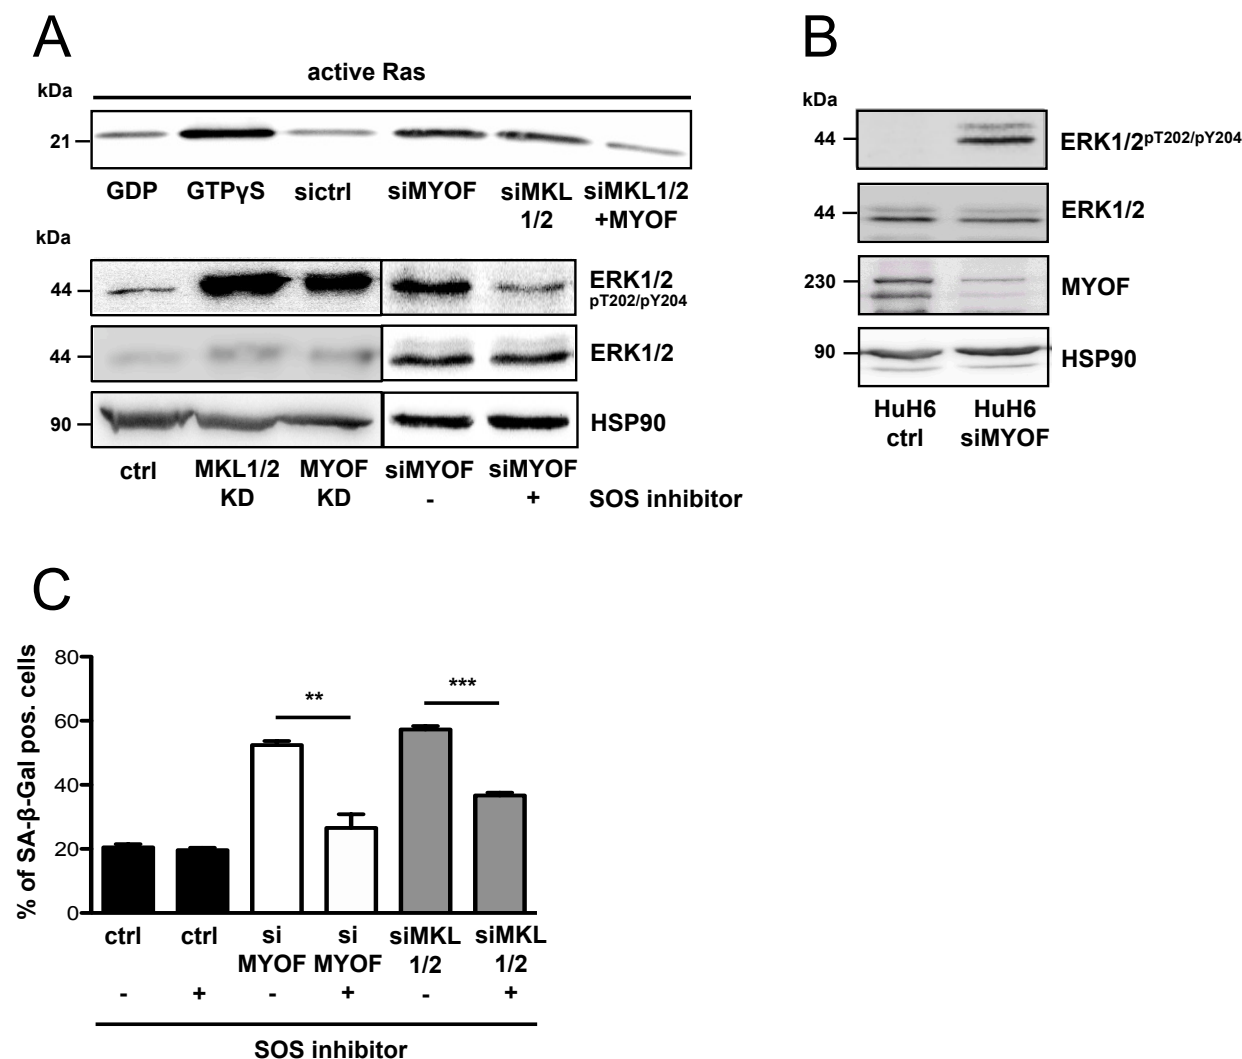 A
active Ras
kDa
21
GDP GTPγS sictrl siMYOF siMKL siMKL1/2
1/2 +MYOF
kDa
44
ERK1/2
pT202/pY204
44
ERK1/2
90
HSP90
ctrl MKL1/2 MYOF siMYOF siMYOF
KD KD - + SOS inhibitor
B
kDa
44
ERK1/2pT202/pY204
44
ERK1/2
230
MYOF
90
HSP90
HuH6 HuH6
ctrl siMYOF
C
% of SA-β-Gal pos. cells
80
60
40
20
0
** ***
ctrl ctrl si si siMKL siMKL
MYOF MYOF 1/2 1/2
- + - + - +
SOS inhibitor